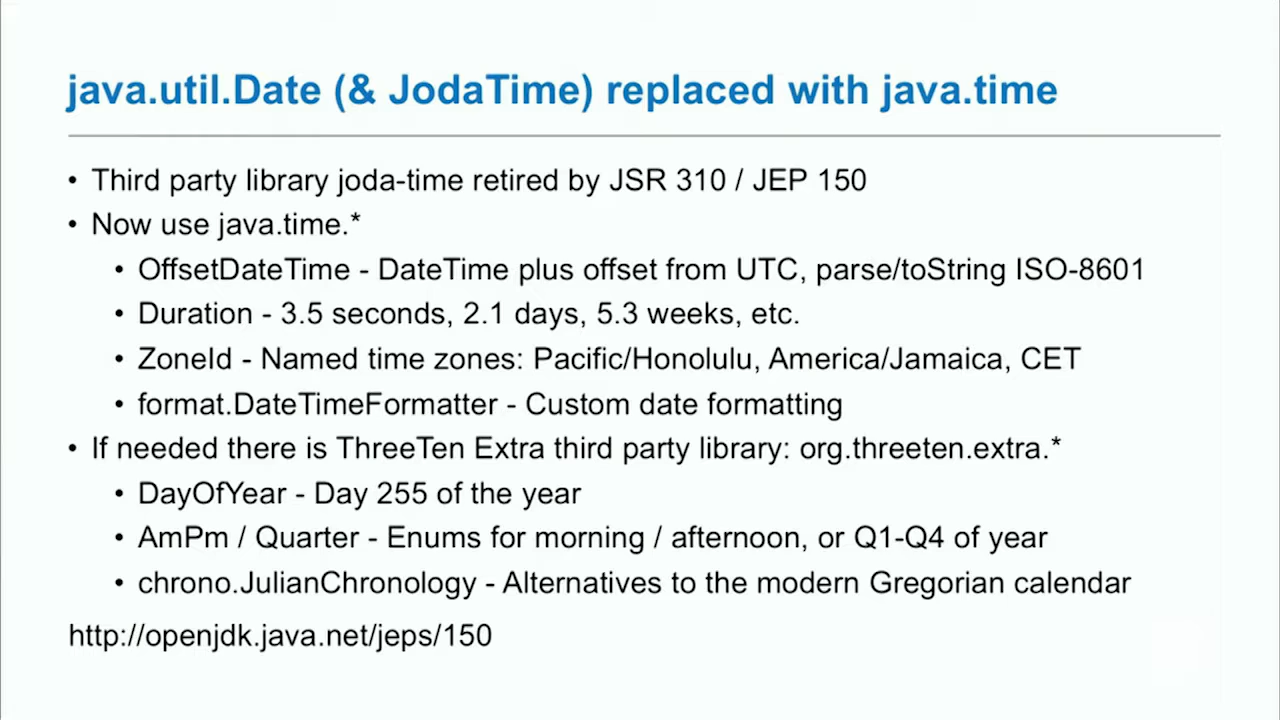 java.util.Date (& JodaTime) replaced with java.time
• Third party library joda-time retired by JSR 310 / JEP 150
• Now use java.time.*
• OffsetDateTime - DateTime plus offset from UTC, parse/toString ISO-8601
• Duration - 3.5 seconds, 2.1 days, 5.3 weeks, etc.
• ZoneId - Named time zones: Pacific/Honolulu, America/Jamaica, CET
• format.DateTimeFormatter - Custom date formatting
• If needed there is ThreeTen Extra third party library: org.threeten.extra.*
• DayOfYear - Day 255 of the year
• AmPm / Quarter - Enums for morning / afternoon, or Q1-Q4 of year
• chrono.JulianChronology - Alternatives to the modern Gregorian calendar
http://openjdk.java.net/jeps/150